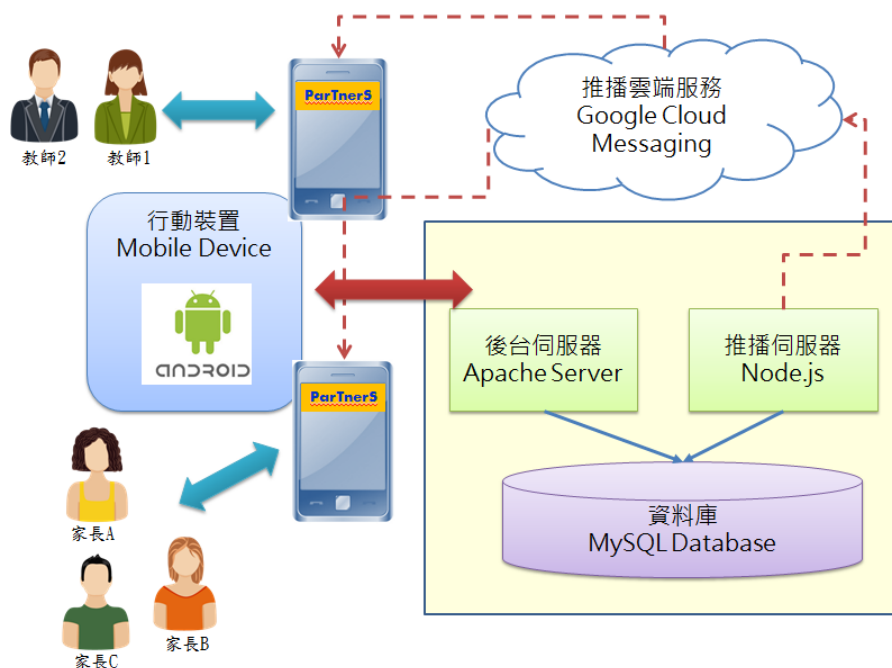 ParTnerS
推播雲端服務
Google Cloud
Messaging
教師2
教師1
行動裝置
Mobile Device
ANDROID
後台伺服器
Apache Server
推播伺服器
Node.js
ParTnerS
資料庫
MySQL Database
家長A
家長B
家長C